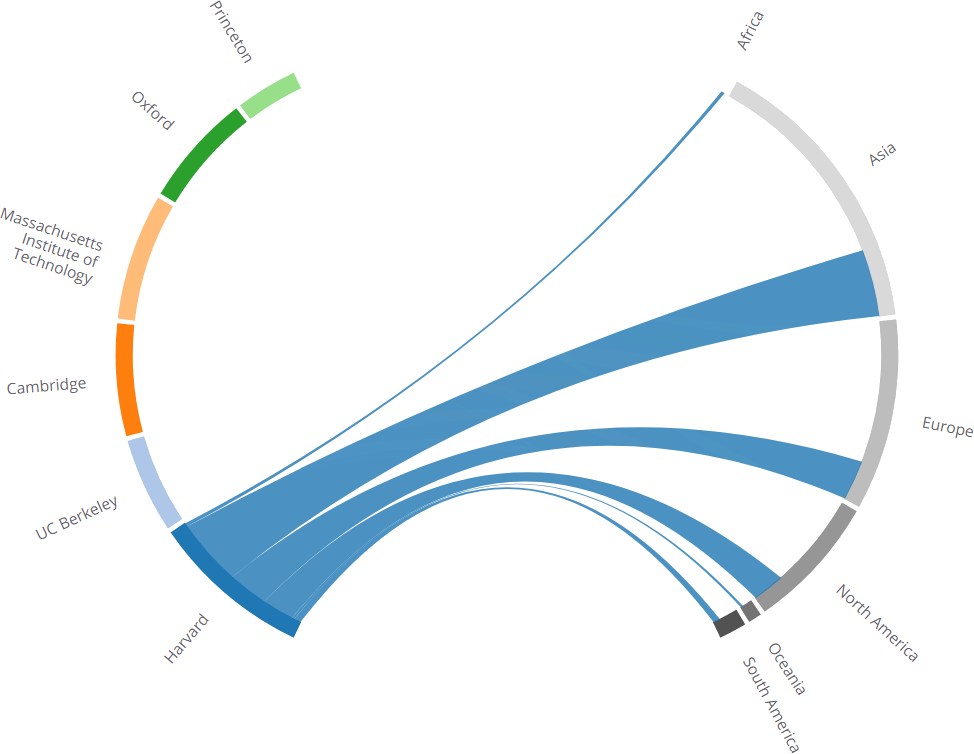 Princeton
Oxford
Massachusetts
Institute of
Technology
Cambridge
UC Berkeley
Harvard
Africa
Asia
Europe
North America
Oceania
South America